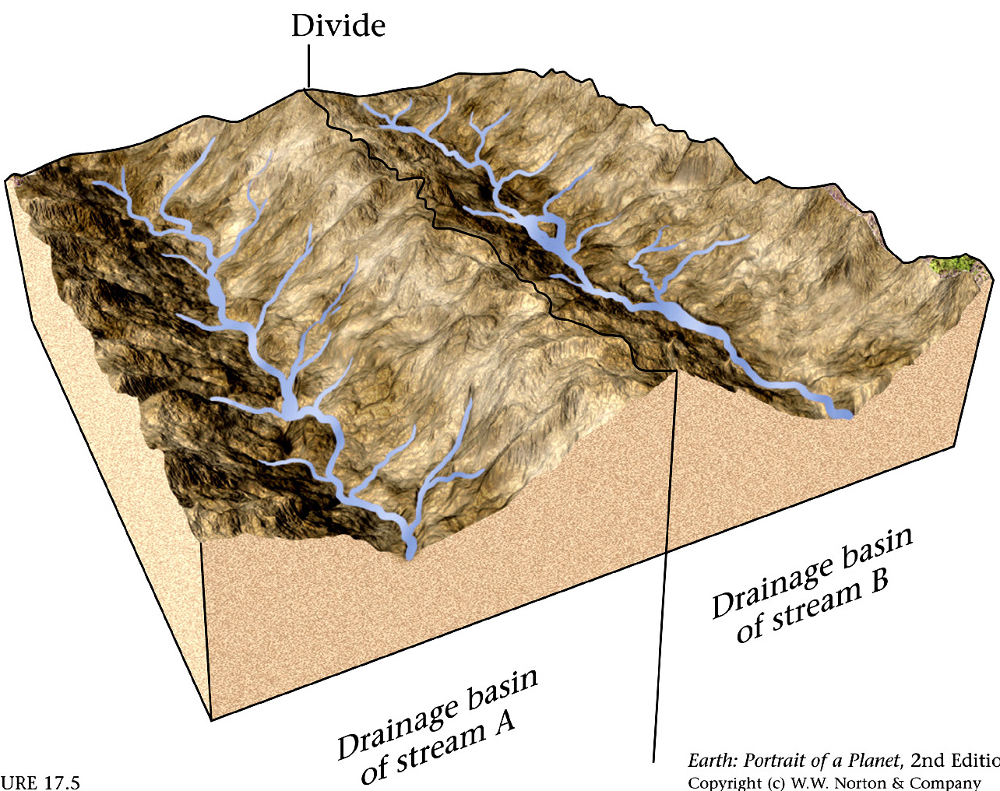 Divide
Drainage basin
of stream B
Drainage basin
of stream A
Earth: Portrait of a Planet, 2nd Editio
URE 17.5
Copyright (c) W.W. Norton & Company